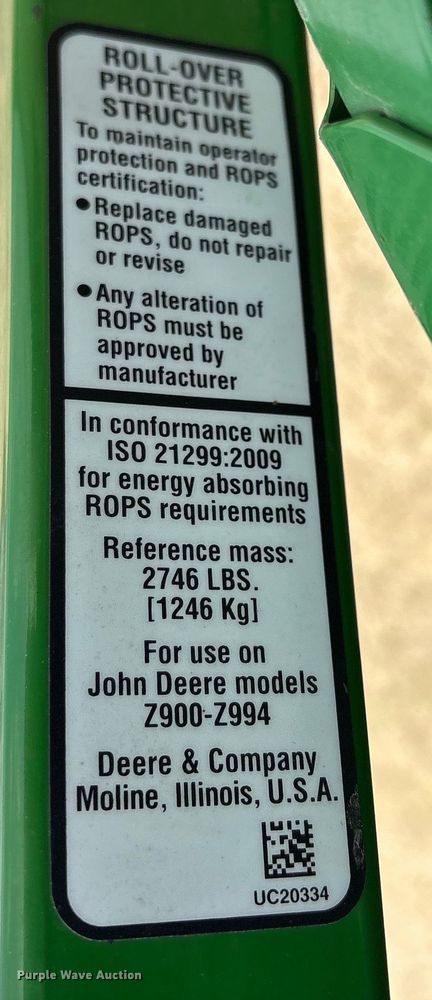 ROLL-OVER
PROTECTIVE
STRUCTURE
To maintain operator
protection and ROPS
certification:
● Replace damaged
ROPS, do not repair
or revise
● Any alteration of
ROPS must be
approved by
manufacturer
In conformance with
ISO 21299:2009
for energy absorbing
ROPS requirements
Reference mass:
2746 LBS.
[1246 Kg]
For use on
John Deere models
Z900-Z994
Deere & Company
Moline, Illinois, U.S.A.
UC20334
Purple Wave Auction